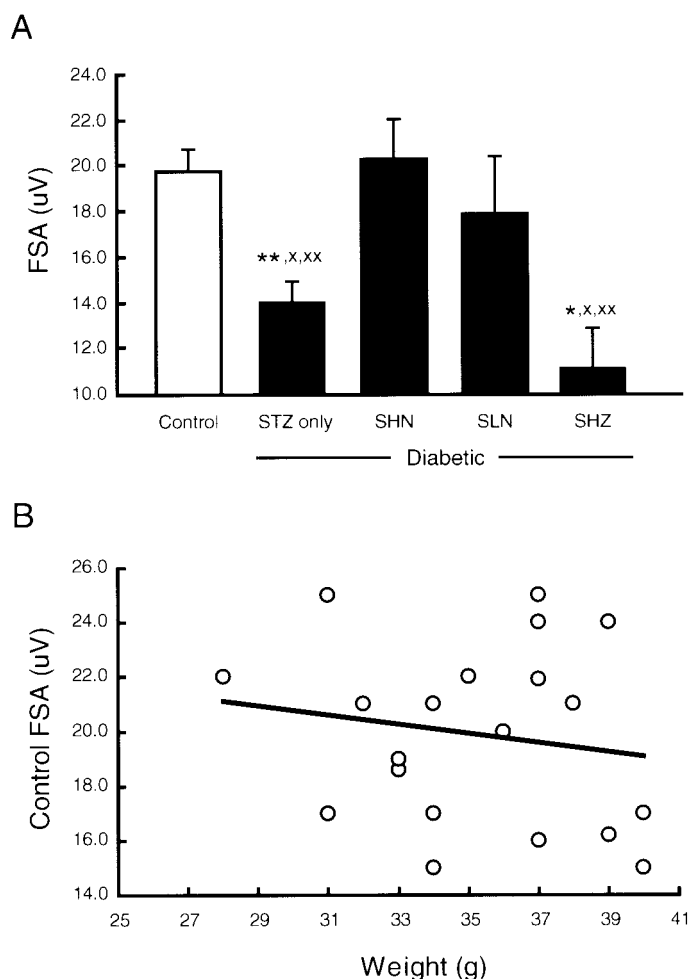 A
24.0
22.0
20.0
18.0
16.0
14.0
12.0
10.0
FSA (uV)
**,x,xx
*,x,xx
Control STZ only SHN SLN SHZ
Diabetic
B
26.0
24.0
22.0
20.0
18.0
16.0
14.0
Control FSA (uV)
25 27 29 31 33 35 37 39 41
Weight (g)